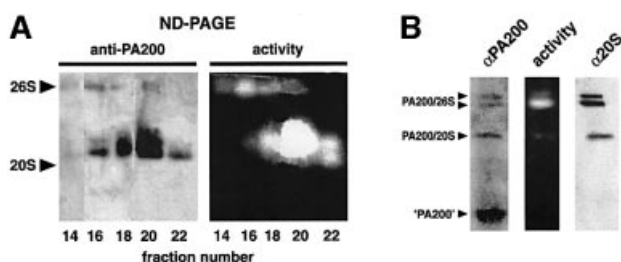 A
ND-PAGE
anti-PA200
activity
26S
20S
14 16 18 20 22
14 16 18 20 22
fraction number
B
αPA200
activity
α20S
PA200/26S
PA200/20S
'PA200'